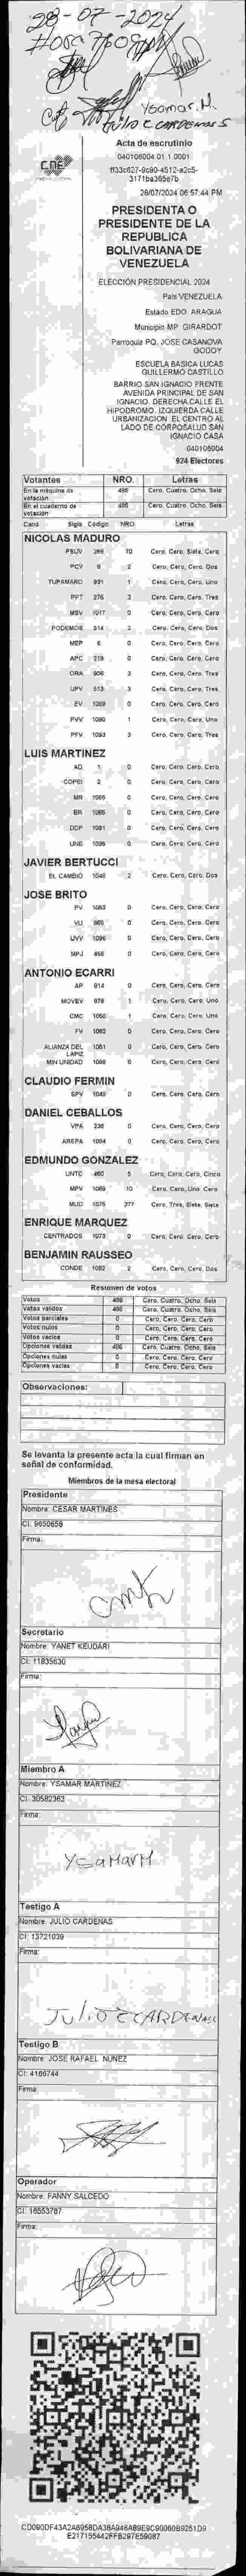 28-07-2024
Hora 7:08 PM
Ysamar.M
JULIO C CARDENAS
CNE
Acta de escrutinio
040106004.01.1.0001
28/07/2024 06:57:44 PM
PRESIDENTA O
PRESIDENTE DE LA
REPUBLICA
BOLIVARIANA DE
VENEZUELA
ELECCIÓN PRESIDENCIAL 2024
País VENEZUELA
Estado EDO. ARAGUA
Municipio MP. GIRARDOT
Parroquia PQ. JOSE CASANOVA
GODOY
ESCUELA BASICA LUCAS
GUILLERMO CASTILLO
BARRIO SAN IGNACIO FRENTE
AVENIDA PRINCIPAL DE SAN
IGNACIO. DERECHA CALLE EL
HIPODROMO. IZQUIERDA CALLE
URBANIZACION EL CENTRO AL
LADO DE CORPOSALUD SAN
IGNACIO CASA
040106004
924 Electores
Votantes NRO. Letras
En la máquina de votación 486 Cero, Cuatro, Ocho, Seis
En el cuaderno de votación 486 Cero, Cuatro, Ocho, Seis
Cand Sigla Código NRO Letras
NICOLAS MADURO
PSUV 289 70 Cero, Cero, Siete, Cero
PCV 9 2 Cero, Cero, Cero, Dos
TUPAMARO 931 1 Cero, Cero, Cero, Uno
PPT 276 3 Cero, Cero, Cero, Tres
MSV 1017 0 Cero, Cero, Cero, Cero
PODEMOS 514 2 Cero, Cero, Cero, Dos
MEP 6 0 Cero, Cero, Cero, Cero
APC 219 0 Cero, Cero, Cero, Cero
ORA 906 3 Cero, Cero, Cero, Tres
UPV 513 3 Cero, Cero, Cero, Tres
EV 1089 0 Cero, Cero, Cero, Cero
PVV 1090 1 Cero, Cero, Cero, Uno
PFV 1093 3 Cero, Cero, Cero, Tres
LUIS MARTINEZ
AD 1 0 Cero, Cero, Cero, Cero
COPEI 2 0 Cero, Cero, Cero, Cero
MR 0 Cero, Cero, Cero, Cero
BR 0 Cero, Cero, Cero, Cero
DDP 1091 0 Cero, Cero, Cero, Cero
UNE 1095 0 Cero, Cero, Cero, Cero
JAVIER BERTUCCI
EL CAMBIO 1048 2 Cero, Cero, Cero, Dos
JOSE BRITO
PV 0 Cero, Cero, Cero, Cero
VU 0 Cero, Cero, Cero, Cero
UVV 1096 0 Cero, Cero, Cero, Cero
MPJ 458 0 Cero, Cero, Cero, Cero
ANTONIO ECARRI
AP 914 0 Cero, Cero, Cero, Cero
MOVEV 978 1 Cero, Cero, Cero, Uno
CMC 1050 1 Cero, Cero, Cero, Uno
FV 0 Cero, Cero, Cero, Cero
ALIANZA DEL LAPIZ 1051 0 Cero, Cero, Cero, Cero
MIN UNIDAD 0 Cero, Cero, Cero, Cero
CLAUDIO FERMIN
SPV 1049 0 Cero, Cero, Cero, Cero
DANIEL CEBALLOS
VPA 238 0 Cero, Cero, Cero, Cero
AREPA 1094 0 Cero, Cero, Cero, Cero
EDMUNDO GONZALEZ
UNTC 460 5 Cero, Cero, Cero, Cinco
MPV 1069 10 Cero, Cero, Uno, Cero
MUD 1075 377 Cero, Tres, Siete, Siete
ENRIQUE MARQUEZ
CENTRADOS 1073 0 Cero, Cero, Cero, Cero
BENJAMIN RAUSSEO
CONDE 1092 2 Cero, Cero, Cero, Dos
Resumen de votos
Votos 486 Cero, Cuatro, Ocho, Seis
Votos válidos 486 Cero, Cuatro, Ocho, Seis
Votos parciales 0 Cero, Cero, Cero, Cero
Votos nulos 0 Cero, Cero, Cero, Cero
Votos vacíos 0 Cero, Cero, Cero, Cero
Opciones válidas 486 Cero, Cuatro, Ocho, Seis
Opciones nulas 0 Cero, Cero, Cero, Cero
Opciones vacías 0 Cero, Cero, Cero, Cero
Observaciones:
Se levanta la presente acta la cual firman en
señal de conformidad.
Miembros de la mesa electoral
Presidente
Nombre: CESAR MARTINES
CI: 9650658
Firma:
Secretario
Nombre: YANET KEUDARI
CI: 11835630
Firma:
Miembro A
Nombre: YSAMAR MARTINEZ
CI: 30582363
Firma:
YSAMARM
Testigo A
Nombre: JULIO CARDENAS
CI: 13721039
Firma:
JULIO C CARDENAS
Testigo B
Nombre: JOSE RAFAEL NUNEZ
CI: 4166744
Firma:
Operador
Nombre: FANNY SALCEDO
CI: 16553787
Firma:
CD090DF43A2A6958DA38A946A89E9C90060B9251D9
E217155442FFB297E59087